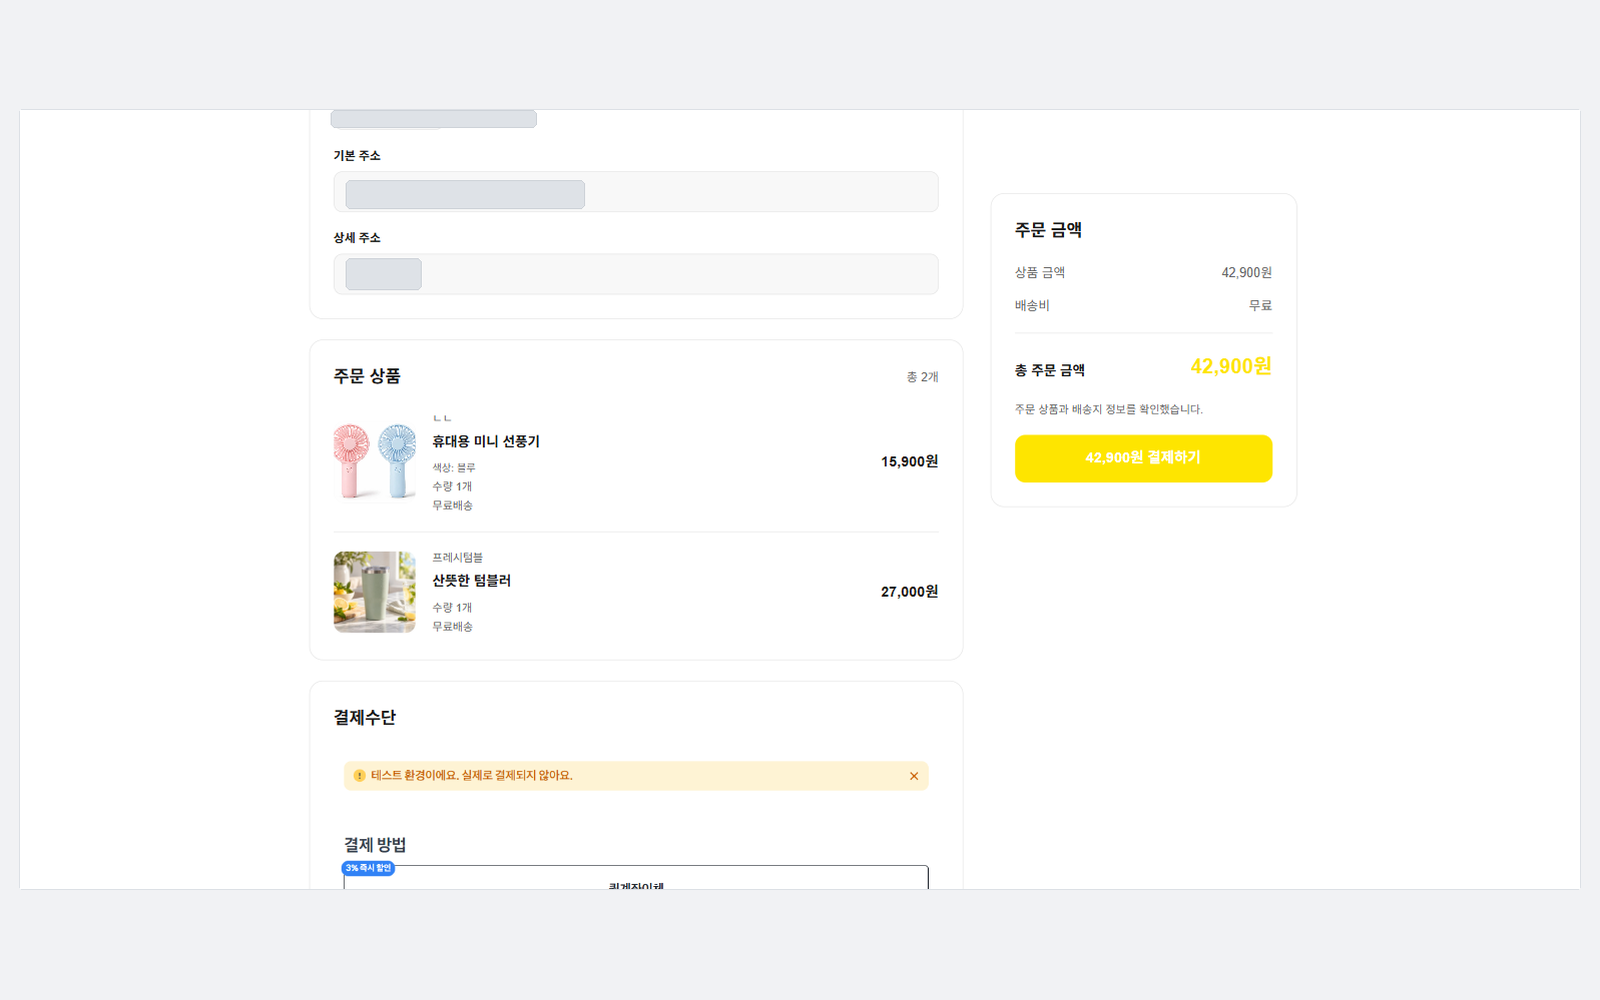 기본 주소
상세 주소
주문 상품
총 2개
ㄴㄴ
휴대용 미니 선풍기
색상: 블루
수량 1개
무료배송
15,900원
프레시텀블
산뜻한 텀블러
수량 1개
무료배송
27,000원
결제수단
테스트 환경이에요. 실제로 결제되지 않아요.
결제 방법
3% 즉시 할인
퀵계좌이체
주문 금액
상품 금액 42,900원
배송비 무료
총 주문 금액 42,900원
주문 상품과 배송지 정보를 확인했습니다.
42,900원 결제하기